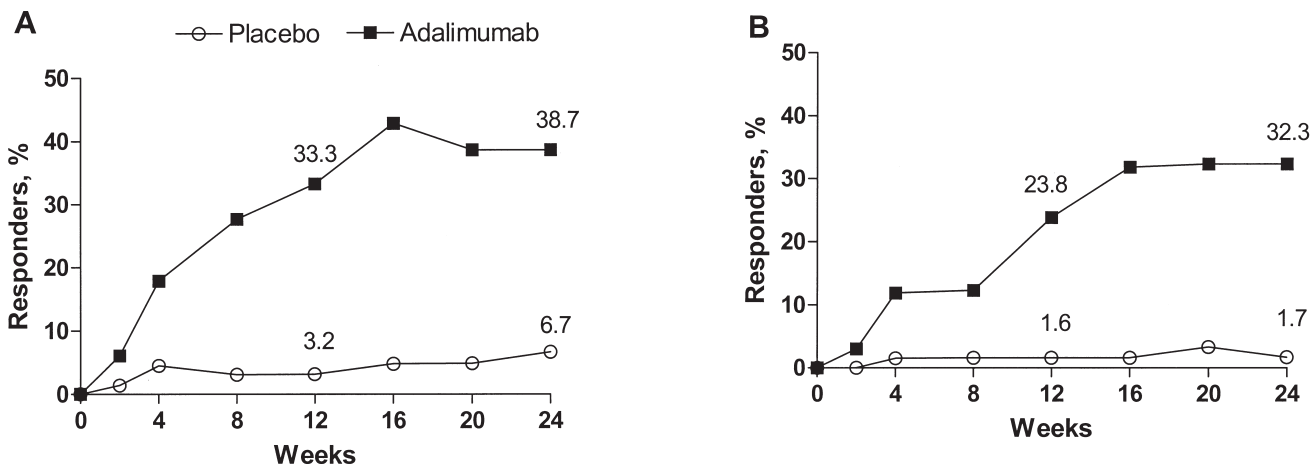 A
Placebo Adalimumab
50
40
30
20
10
0
Responders, %
33.3
38.7
3.2
6.7
0 4 8 12 16 20 24
Weeks
B
50
40
30
20
10
0
Responders, %
23.8
32.3
1.6
1.7
0 4 8 12 16 20 24
Weeks